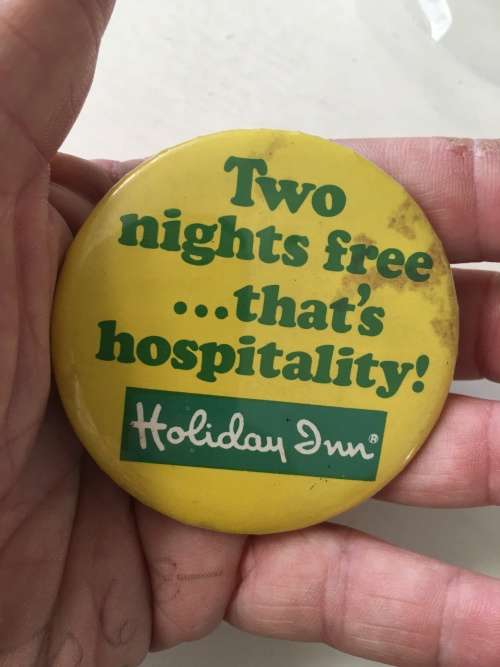 Two
nights free
...that's
hospitality!
Holiday Inn®